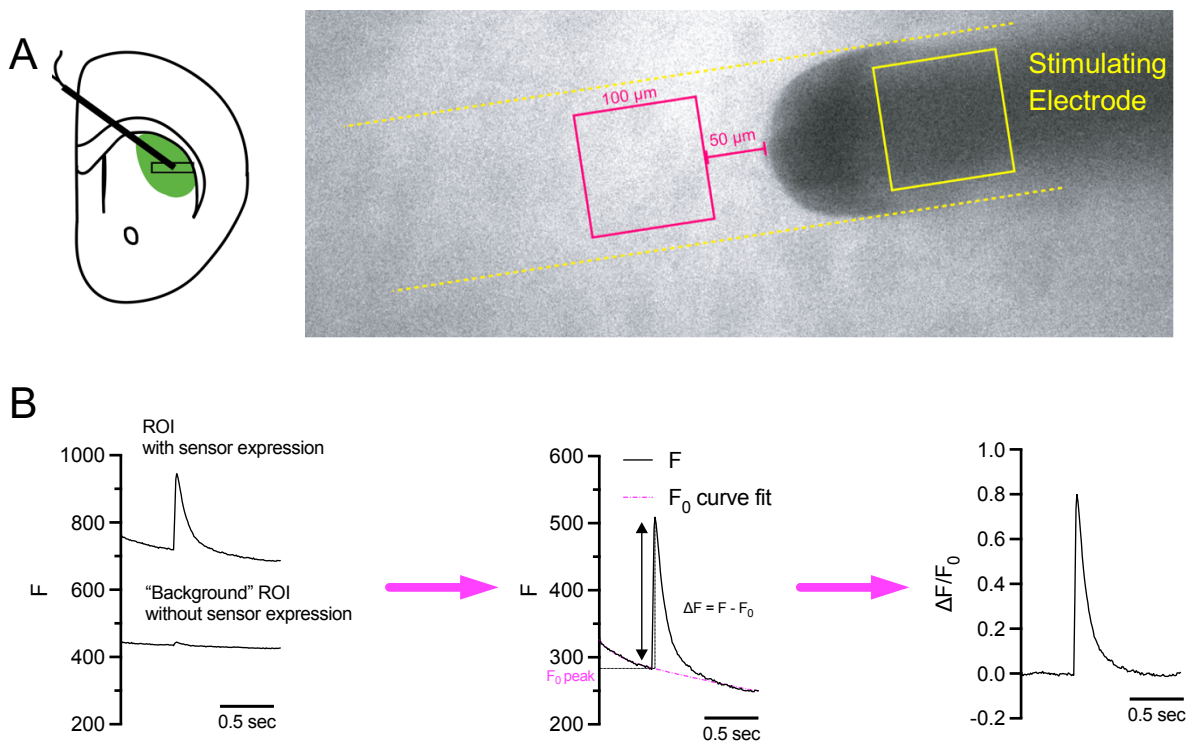 A
100 µm
50 µm
Stimulating
Electrode
B
ROI
with sensor expression
1000
800
600
400
200
F
“Background” ROI
without sensor expression
0.5 sec
600
500
400
300
200
F
F
F₀ curve fit
ΔF = F - F₀
F₀ peak
0.5 sec
1.0
0.8
0.6
0.4
0.2
0.0
-0.2
ΔF/F₀
0.5 sec